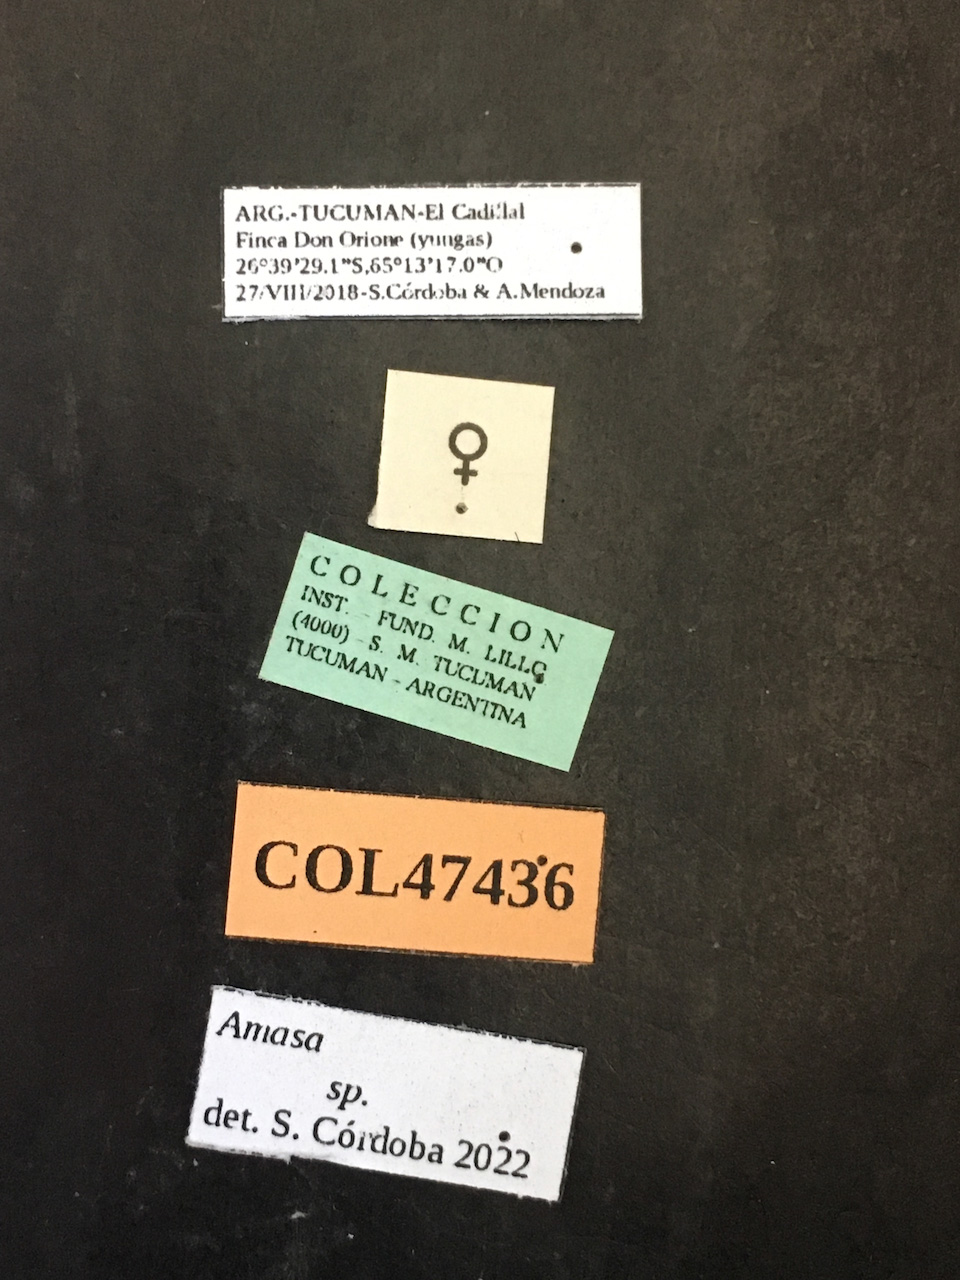 ARG.-TUCUMAN-El Cadillal
Finca Don Orione (yungas)
26°39'29.1"S,65°13'17.0"O
27/VIII/2018-S.Córdoba & A.Mendoza
♀
COLECCION
INST. - FUND. M. LILLO
(4000) - S. M. TUCUMAN
TUCUMAN - ARGENTINA
COL47436
Amasa
sp.
det. S. Córdoba 2022